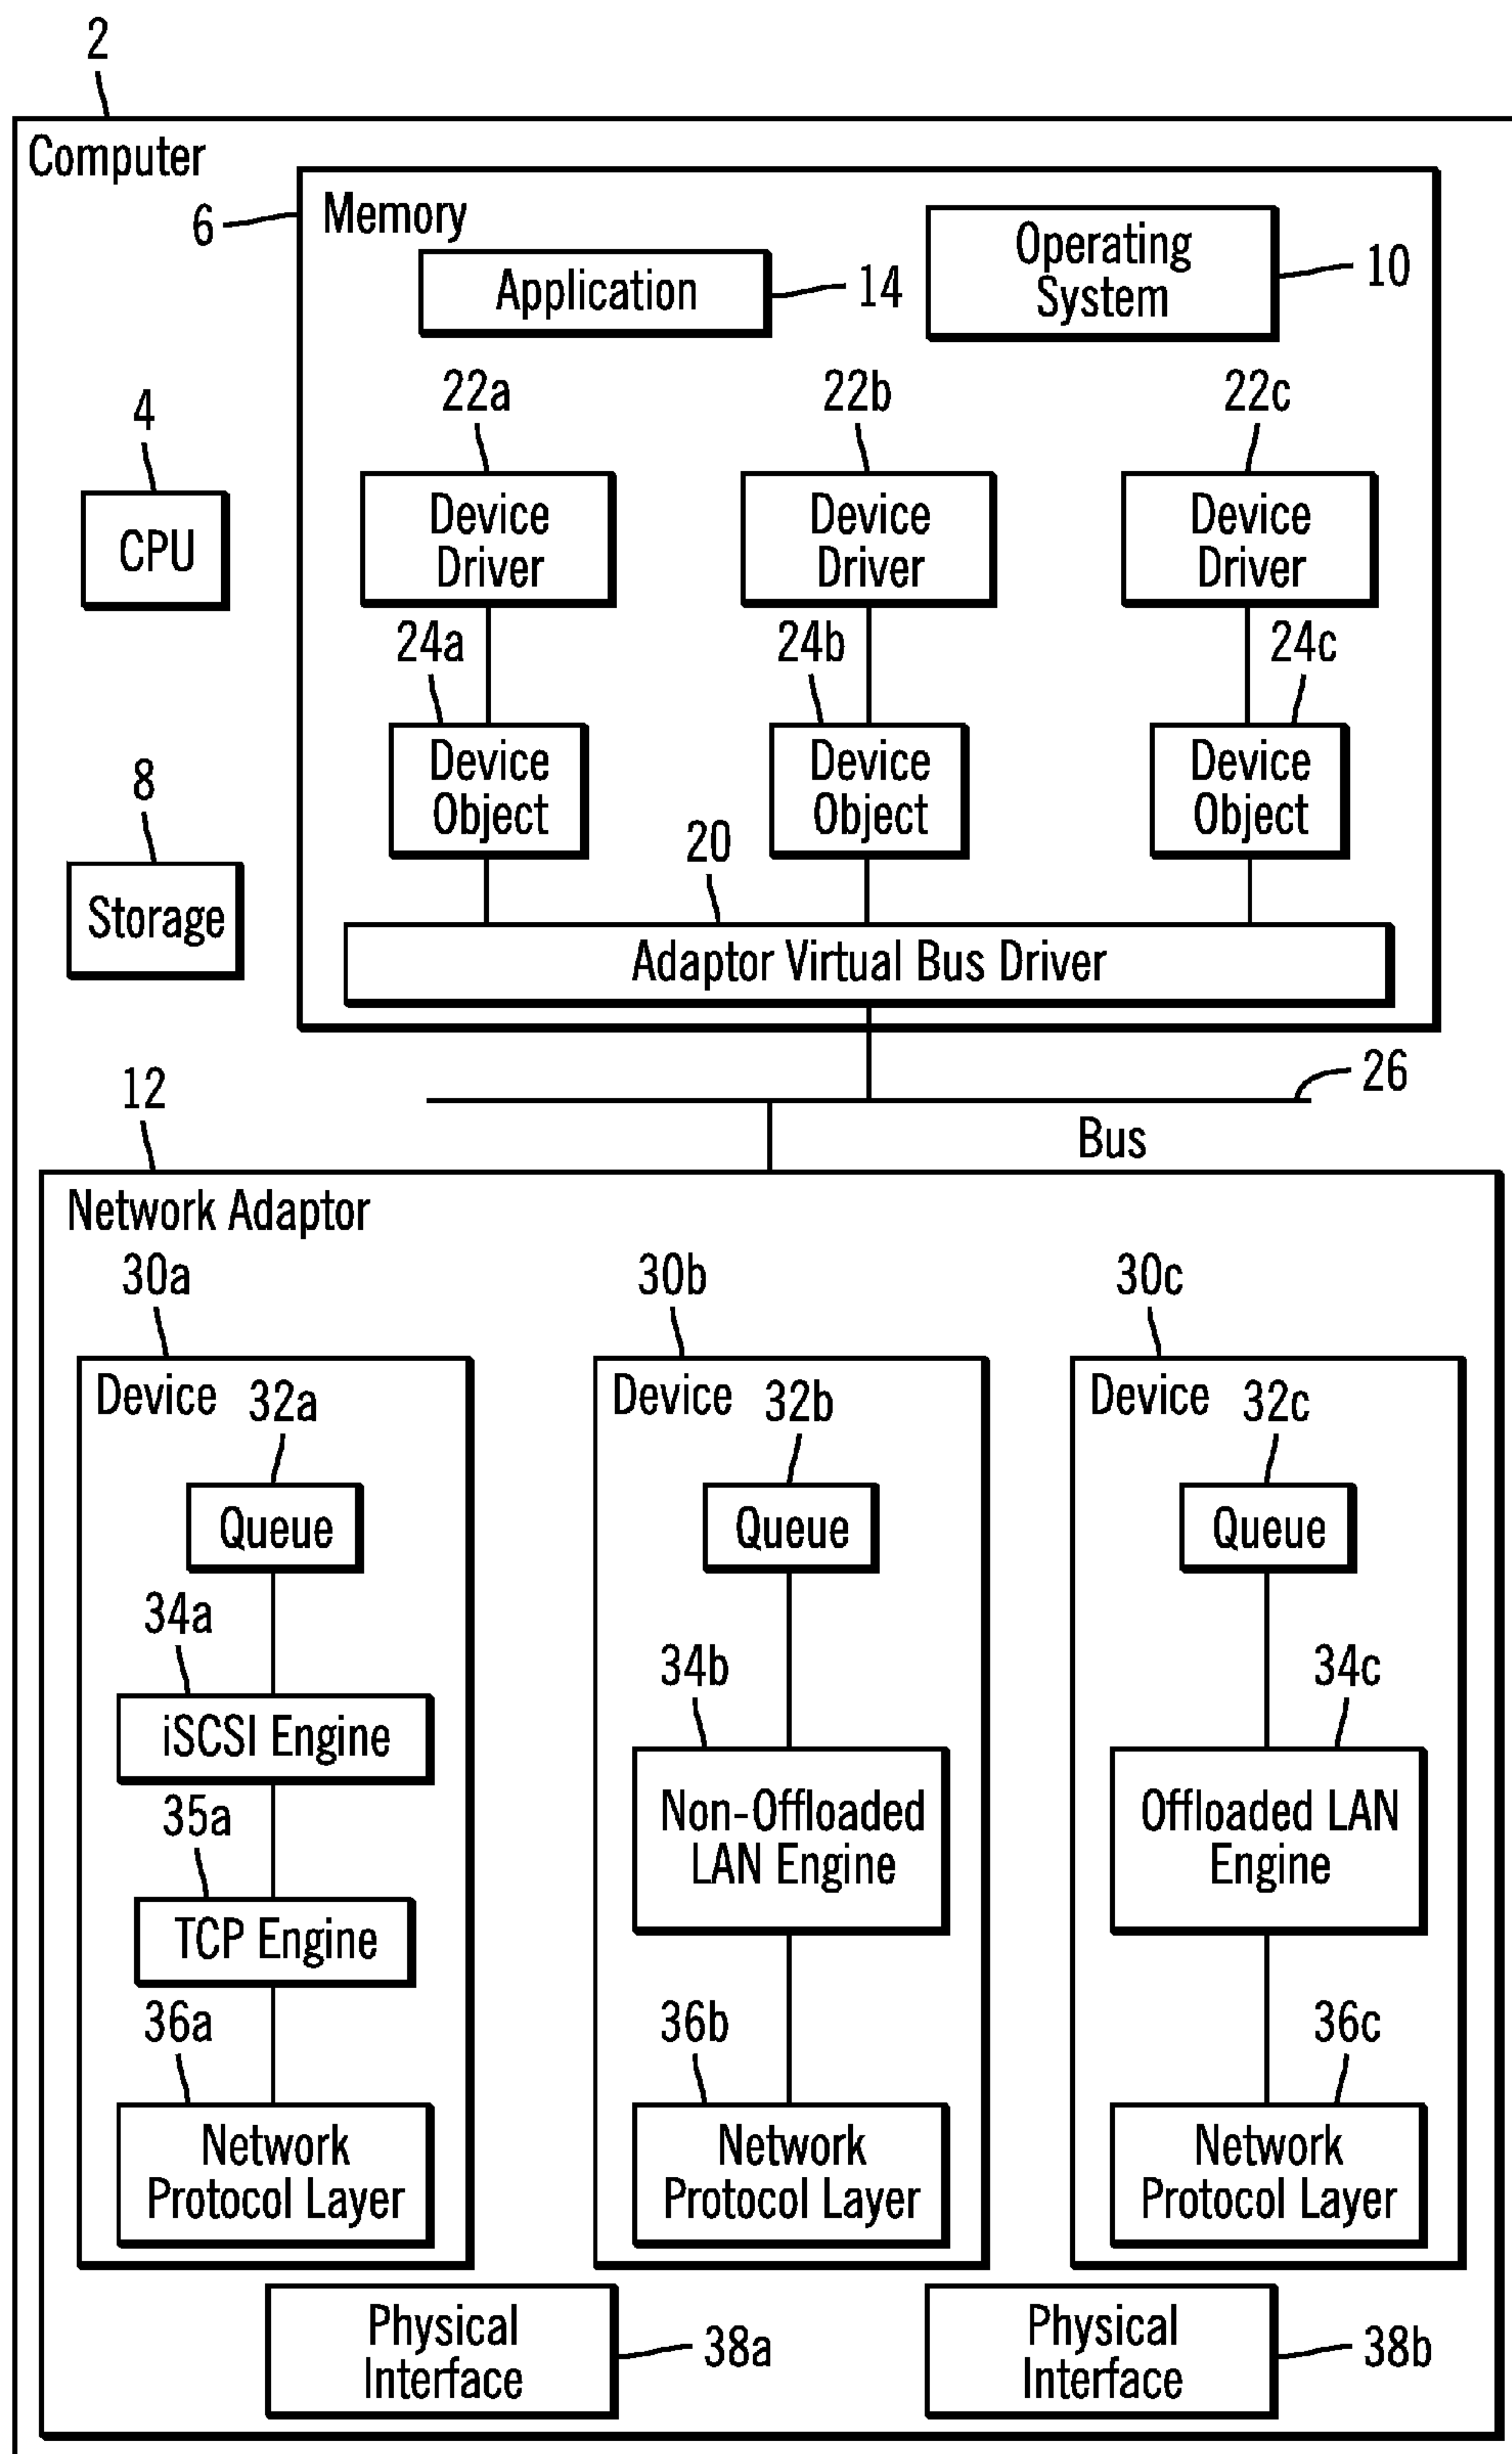 2
Computer
6
Memory
Application
14
Operating
System
10
22a
22b
22c
4
CPU
Device
Driver
Device
Driver
Device
Driver
24a
24b
24c
Device
Object
Device
Object
Device
Object
8
Storage
20
Adaptor Virtual Bus Driver
26
Bus
12
Network Adaptor
30a
30b
30c
Device
32a
Device
32b
Device
32c
Queue
Queue
Queue
34a
34b
34c
iSCSI Engine
Non-Offloaded
LAN Engine
Offloaded LAN
Engine
35a
TCP Engine
36a
36b
36c
Network
Protocol Layer
Network
Protocol Layer
Network
Protocol Layer
Physical
Interface
38a
Physical
Interface
38b